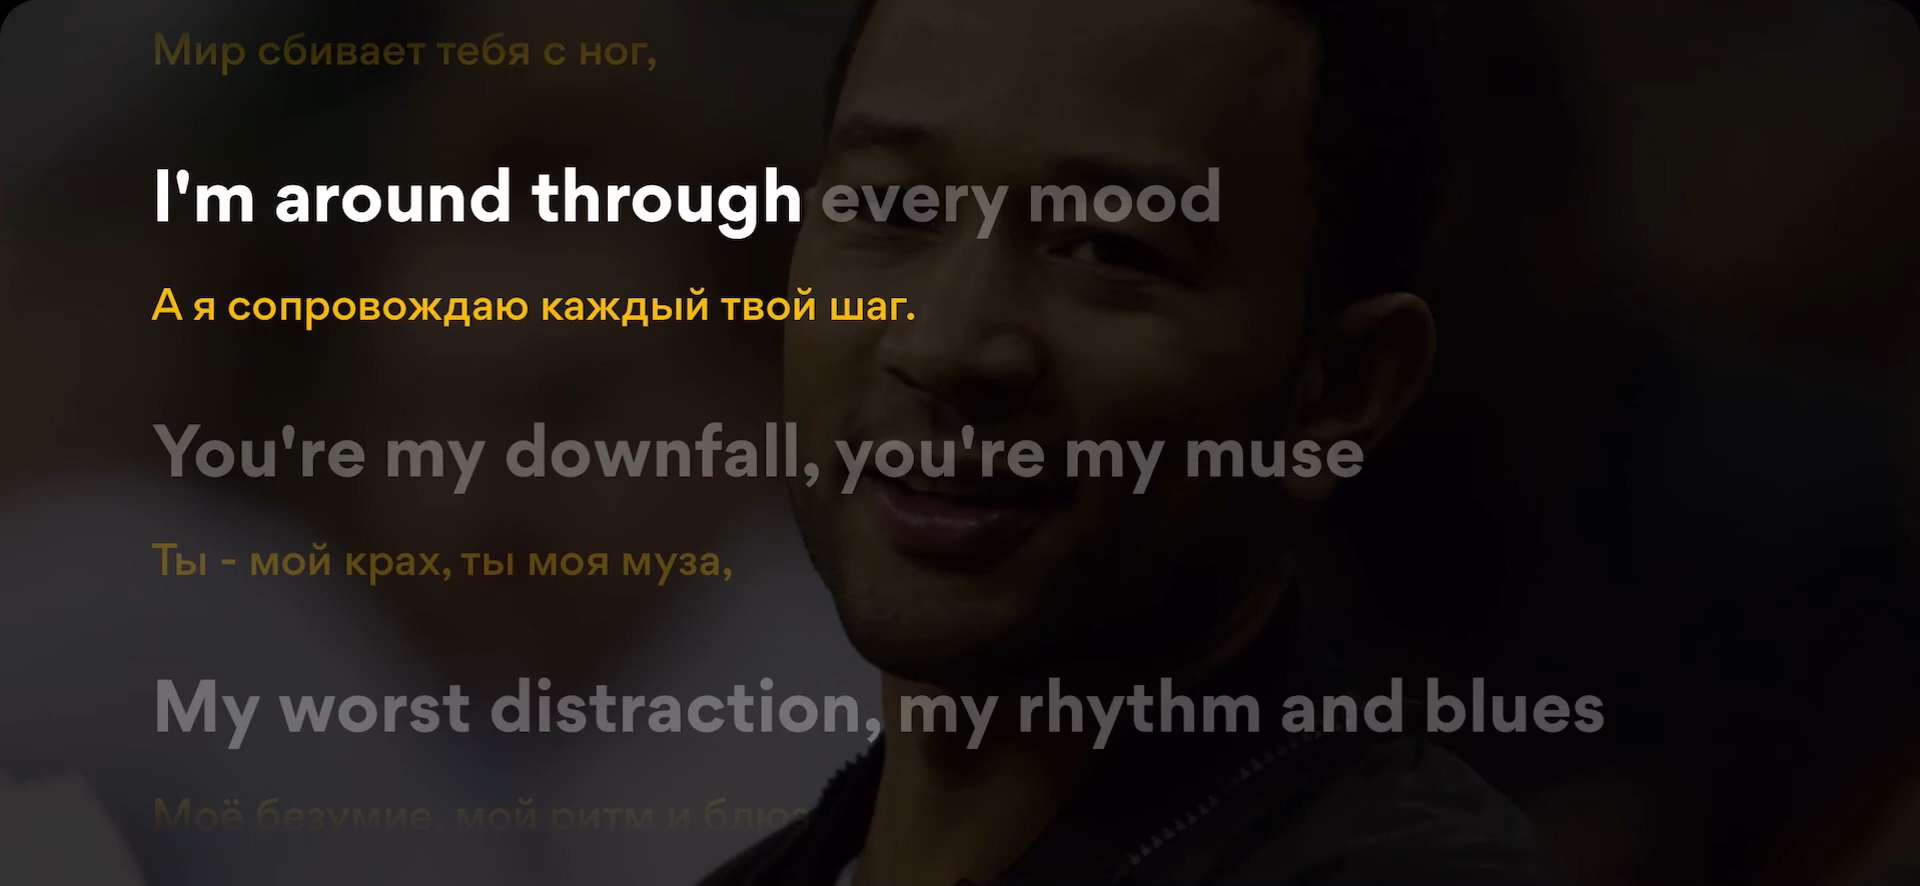 Мир сбивает тебя с ног,
I'm around through every mood
А я сопровождаю каждый твой шаг.
You're my downfall, you're my muse
Ты - мой крах, ты моя муза,
My worst distraction, my rhythm and blues
Моё безумие, мой ритм и блюз